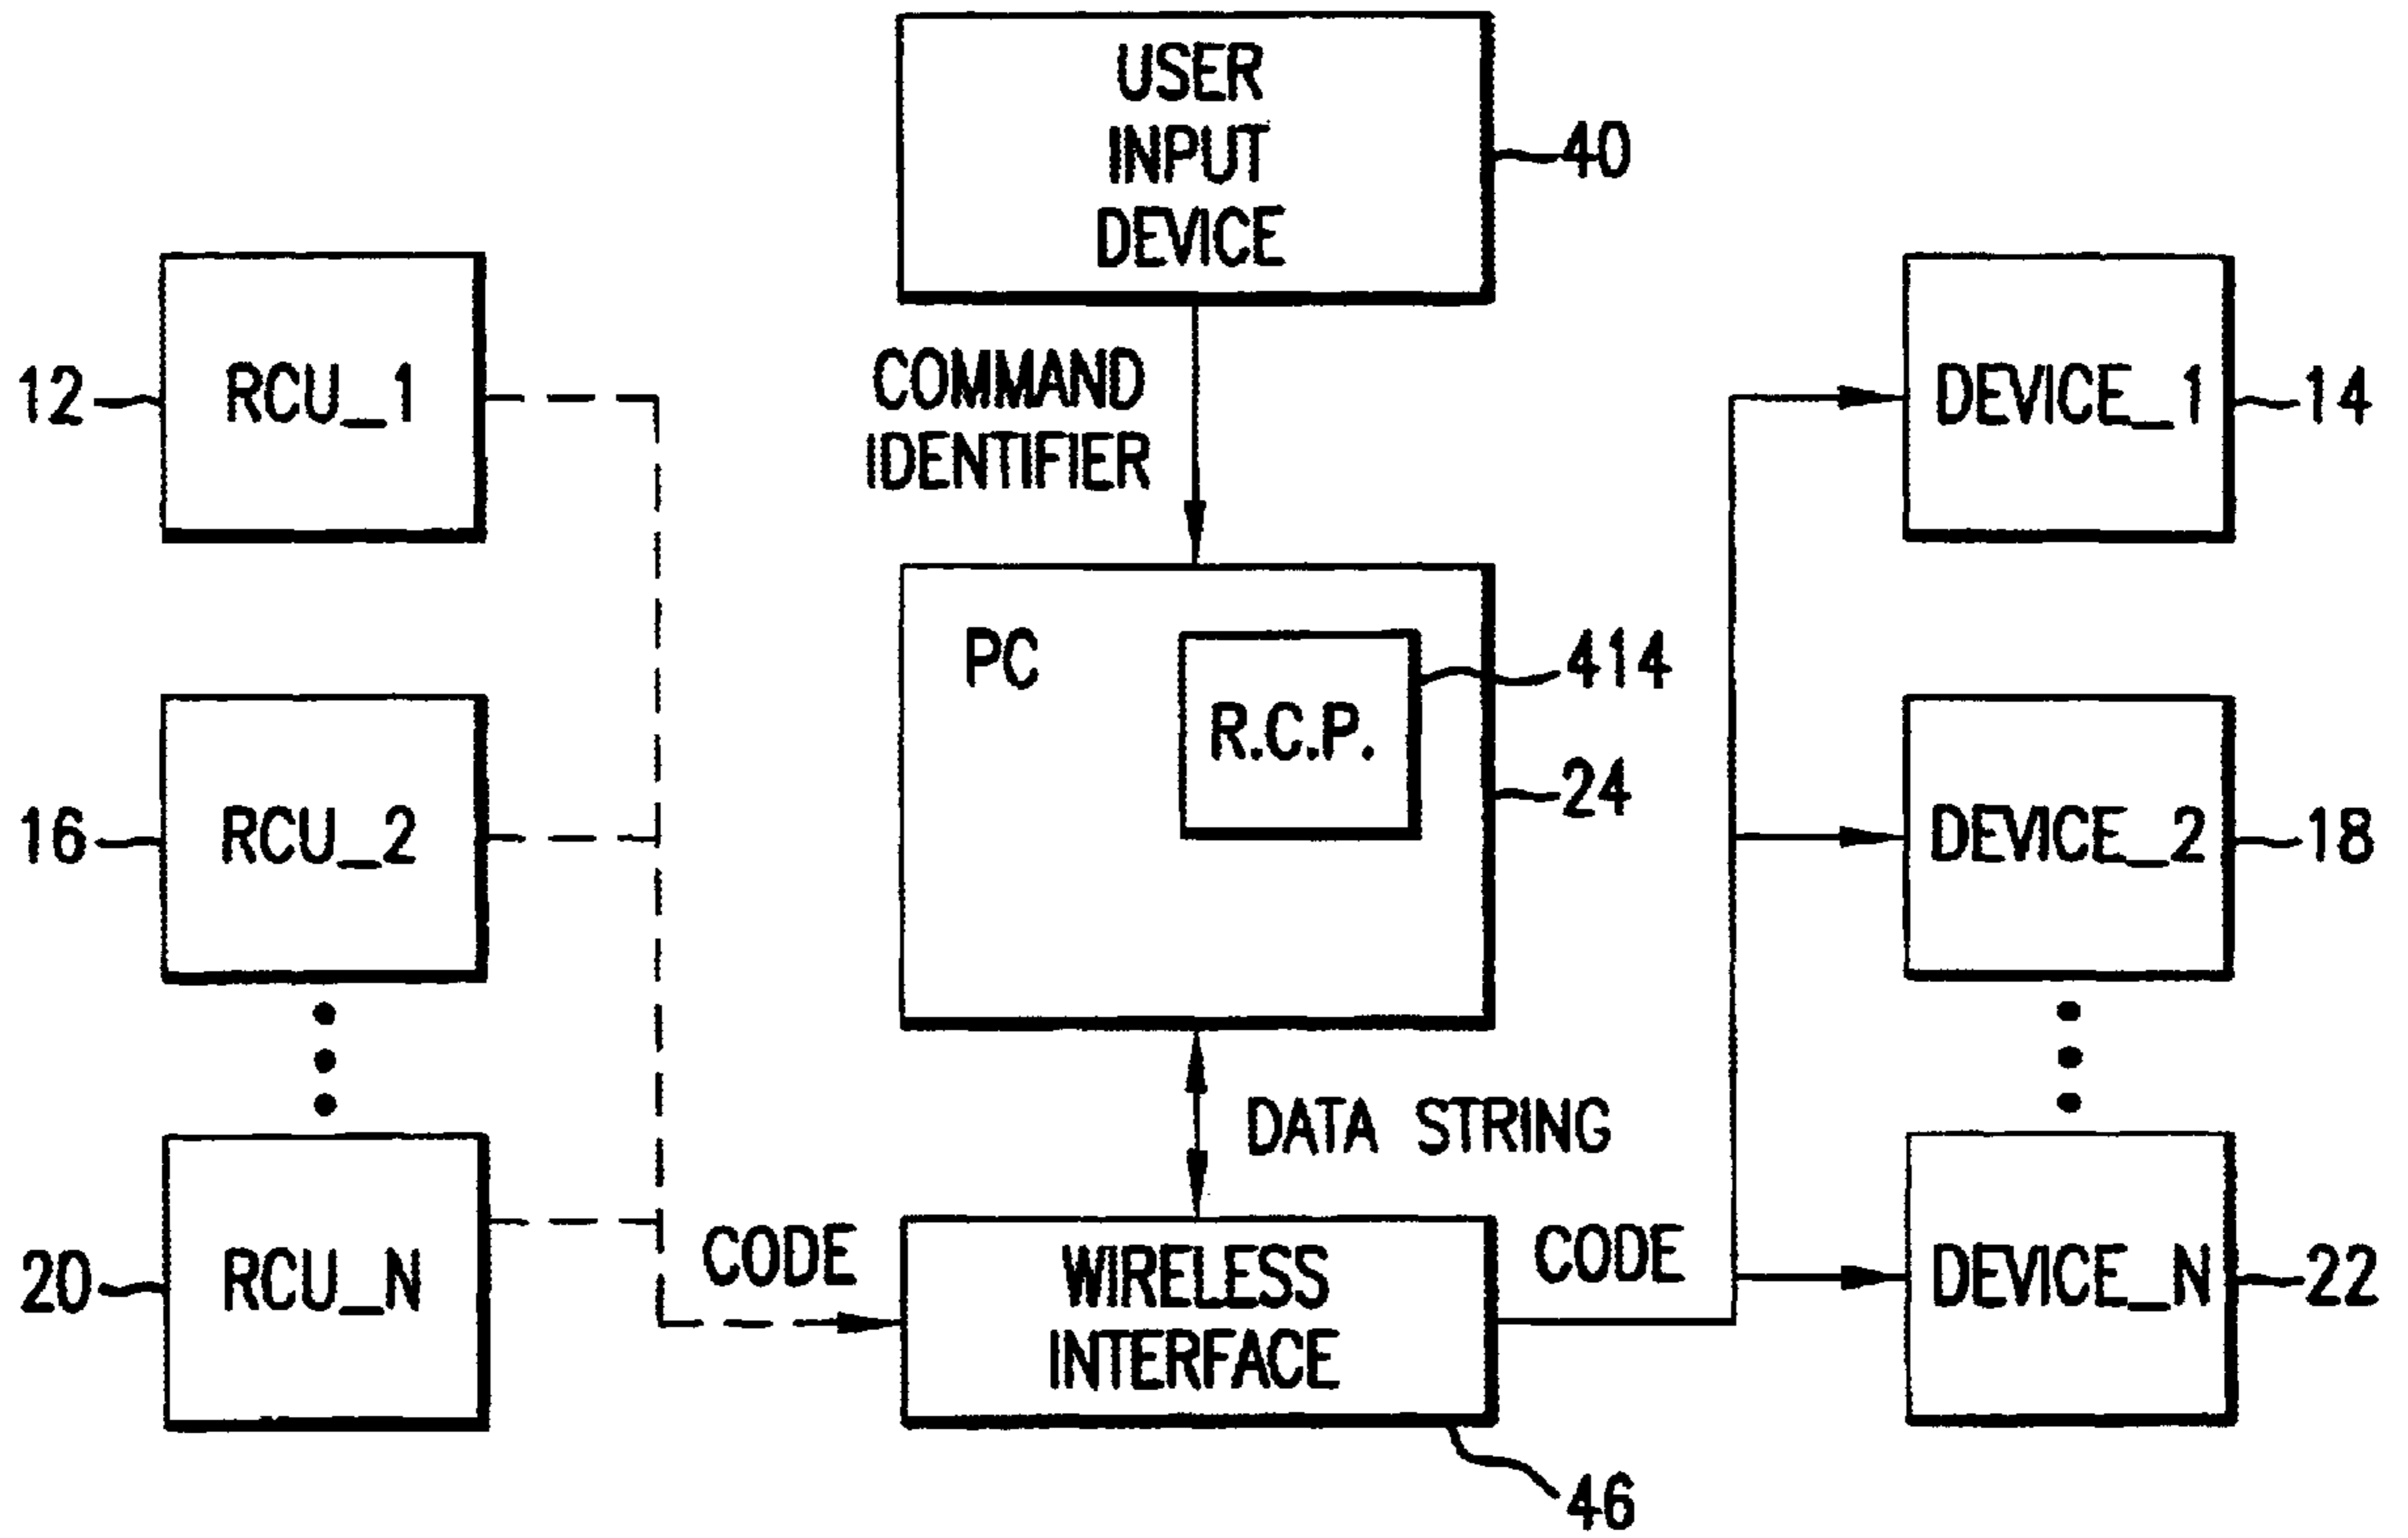 USER
INPUT
DEVICE
40
12
RCU_1
COMMAND
IDENTIFIER
DEVICE_1
14
PC
R.C.P.
414
24
16
RCU_2
DEVICE_2
18
DATA STRING
20
RCU_N
CODE
WIRELESS
INTERFACE
CODE
DEVICE_N
22
46